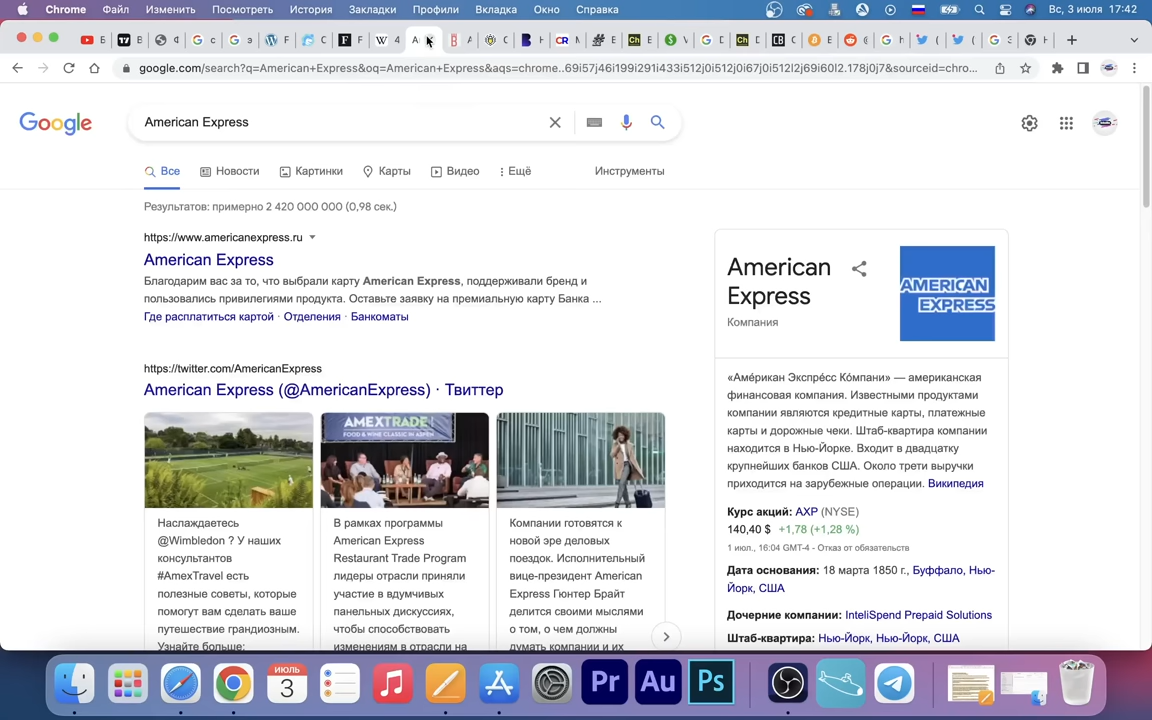 Chrome Файл Изменить Посмотреть История Закладки Профили Вкладка Окно Справка Вс, 3 июля 17:42
google.com/search?q=American+Express&oq=American+Express&aqs=chrome..69i57j46i199i291i433i512j0i512j0i67j0i512l2j69i60l2.178j0j7&sourceid=chro...
Google
American Express
Все Новости Картинки Карты Видео Ещё Инструменты
Результатов: примерно 2 420 000 000 (0,98 сек.)
https://www.americanexpress.ru
American Express
Благодарим вас за то, что выбрали карту American Express, поддерживали бренд и
пользовались привилегиями продукта. Оставьте заявку на премиальную карту Банка ...
Где расплатиться картой · Отделения · Банкоматы
https://twitter.com/AmericanExpress
American Express (@AmericanExpress) · Твиттер
AMEXTRADE
FOOD & WINE CLASSIC IN ASPEN
Наслаждаетесь
@Wimbledon ? У наших
консультантов
#AmexTravel есть
полезные советы, которые
помогут вам сделать ваше
путешествие грандиозным.
Узнайте больше:
В рамках программы
American Express
Restaurant Trade Program
лидеры отрасли приняли
участие в вдумчивых
панельных дискуссиях,
чтобы способствовать
изменениям в отрасли на
Компании готовятся к
новой эре деловых
поездок. Исполнительный
вице-президент American
Express Гюнтер Брайт
делится своими мыслями
о том, о чем должны
думать компании и их
American
Express
Компания
AMERICAN
EXPRESS
«Аме́рикан Экспре́сс Ко́мпани» — американская
финансовая компания. Известными продуктами
компании являются кредитные карты, платежные
карты и дорожные чеки. Штаб-квартира компании
находится в Нью-Йорке. Входит в двадцатку
крупнейших банков США. Около трети выручки
приходится на зарубежные операции. Википедия
Курс акций: AXP (NYSE)
140,40 $ +1,78 (+1,28 %)
1 июл., 16:04 GMT-4 - Отказ от обязательств
Дата основания: 18 марта 1850 г., Буффало, Нью-
Йорк, США
Дочерние компании: InteliSpend Prepaid Solutions
Штаб-квартира: Нью-Йорк, Нью-Йорк, США
ИЮЛЬ
3
Pr
Au
Ps